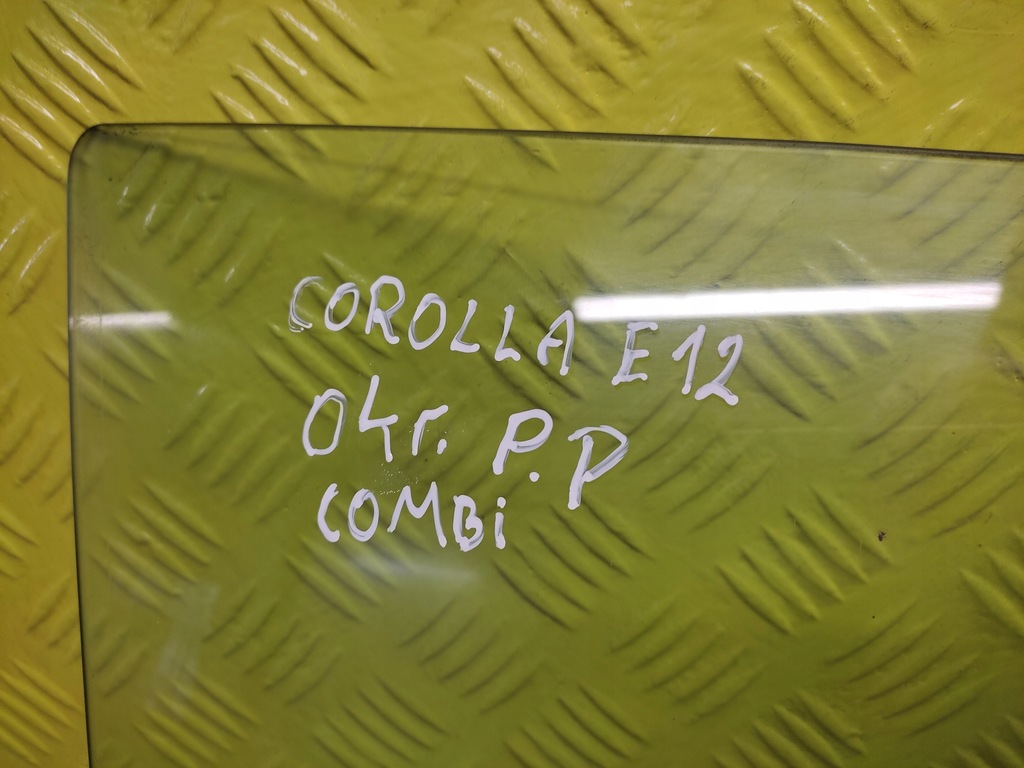 COROLLA E12
04r. P.P
COMBi